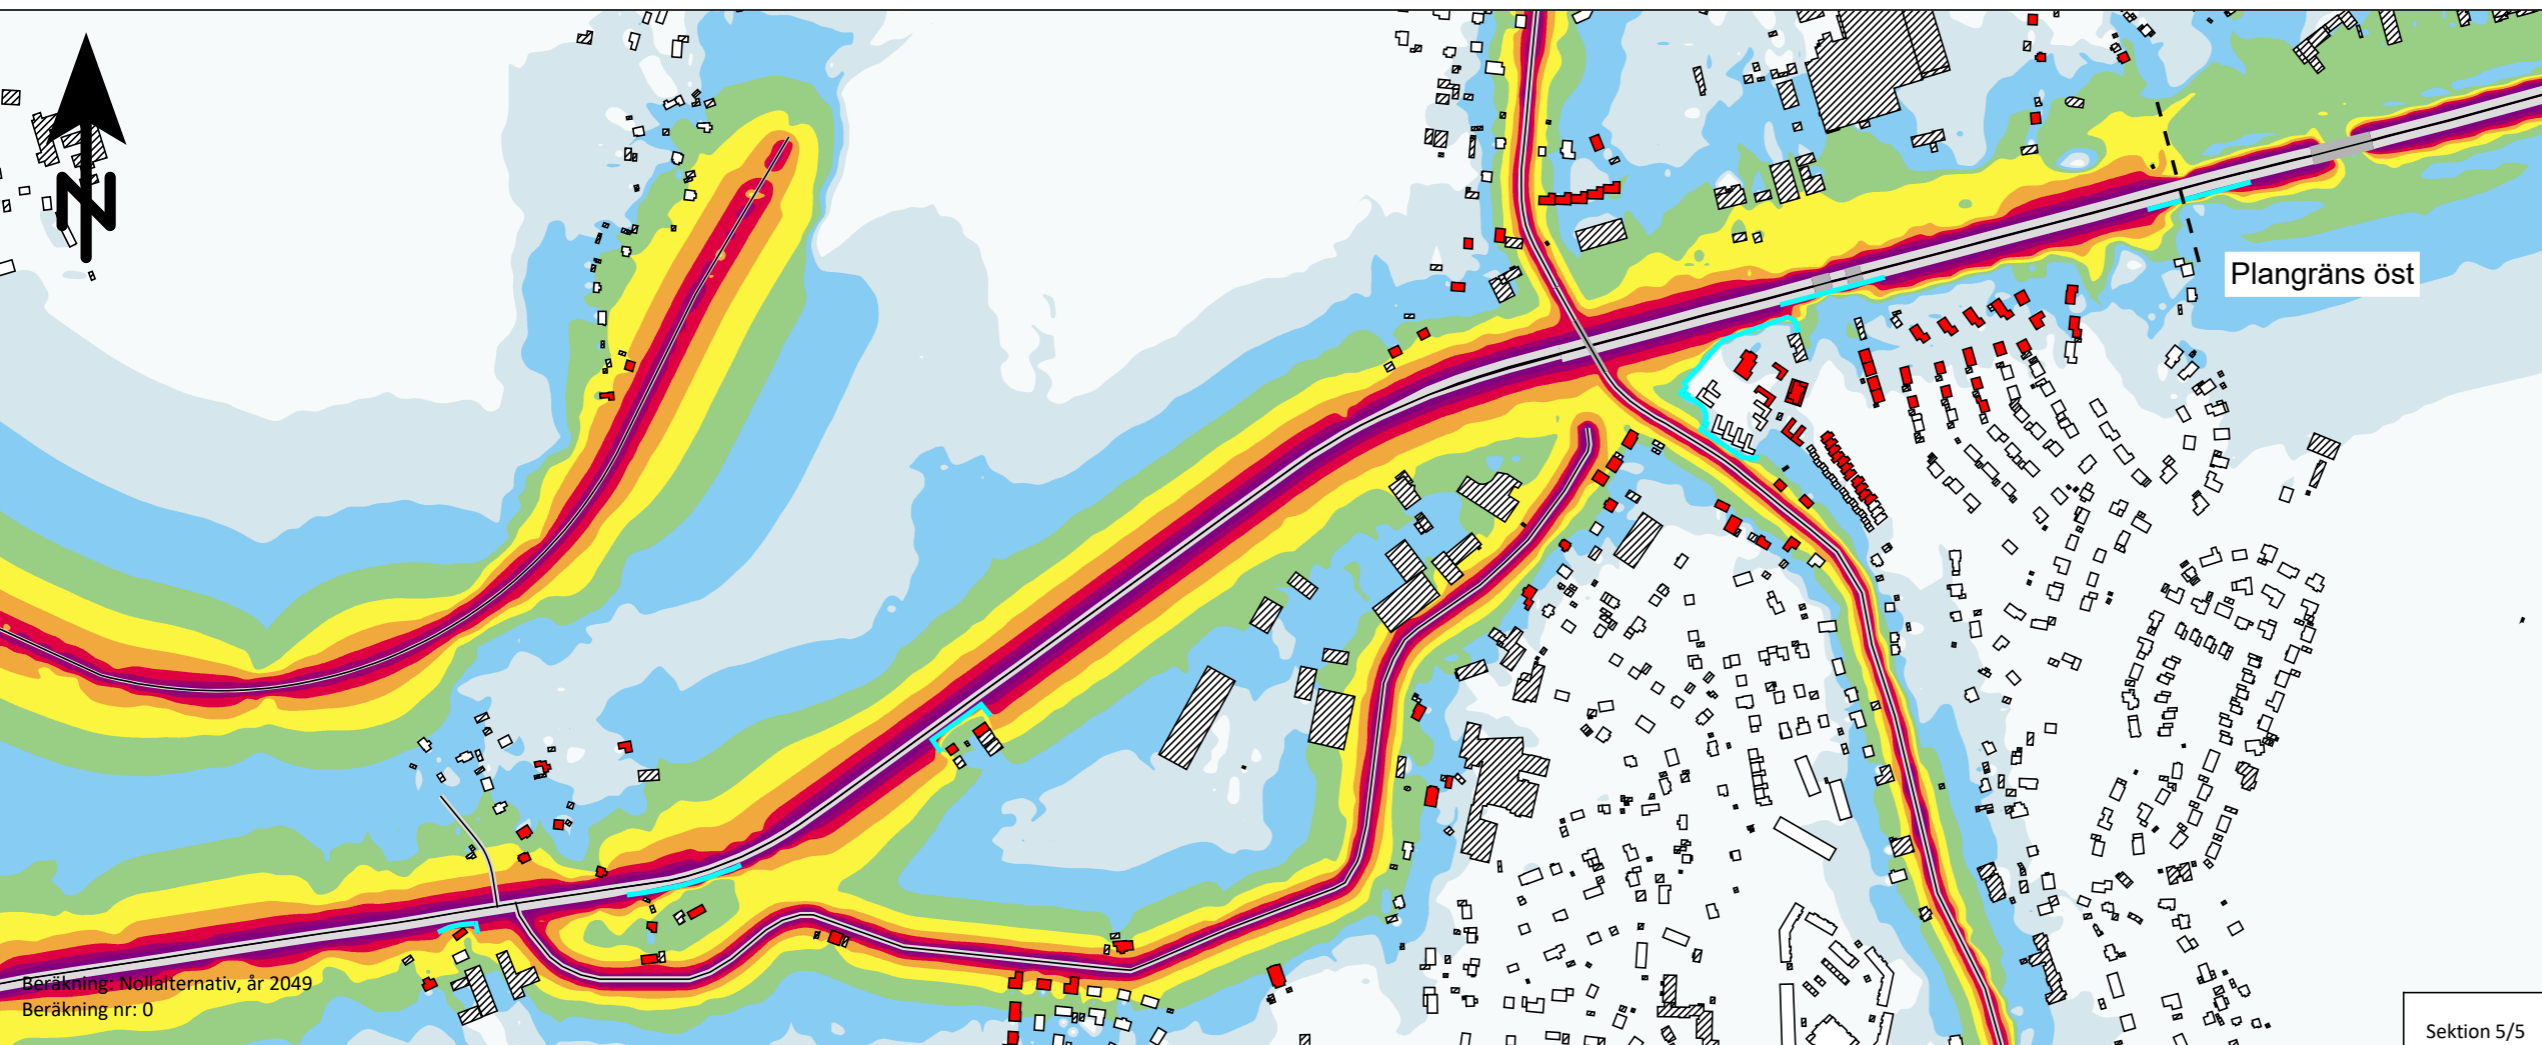 N
Plangräns öst
Beräkning: Nollalternativ, år 2049
Beräkning nr: 0
Sektion 5/5